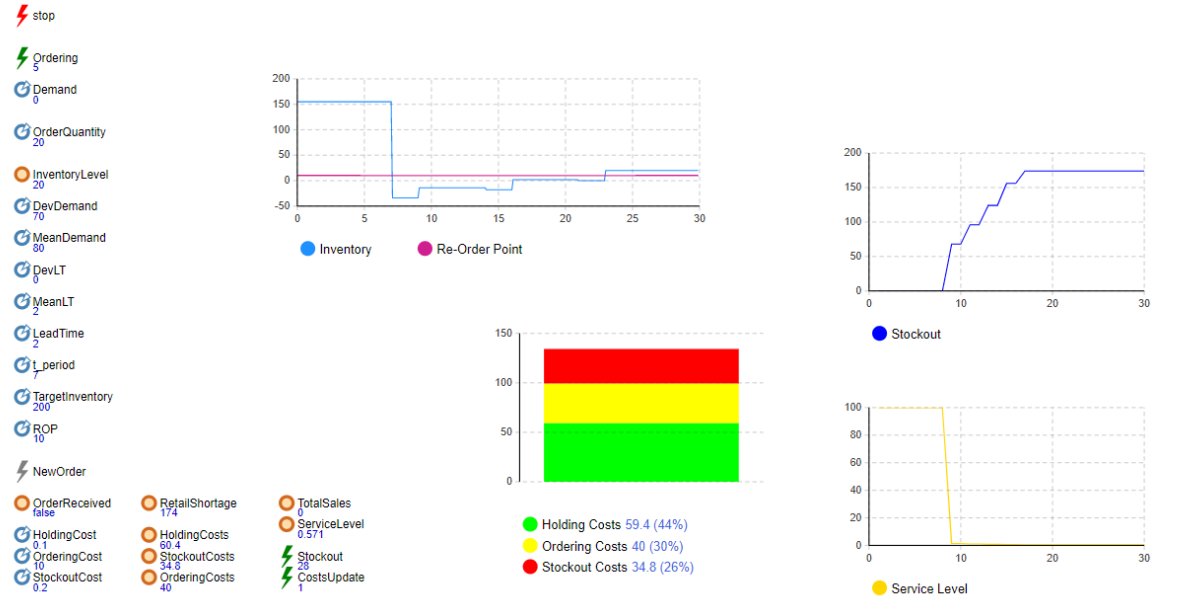 stop
Ordering
5
Demand
0
OrderQuantity
20
InventoryLevel
20
DevDemand
70
MeanDemand
80
DevLT
0
MeanLT
2
LeadTime
2
t_period
7
TargetInventory
200
ROP
10
NewOrder
OrderReceived
false
RetailShortage
174
TotalSales
0
ServiceLevel
0.571
HoldingCost
0.1
HoldingCosts
60.4
OrderingCost
10
StockoutCosts
34.8
Stockout
28
StockoutCost
0.2
OrderingCosts
40
CostsUpdate
1
200
150
100
50
0
-50
0 5 10 15 20 25 30
Inventory Re-Order Point
150
100
50
0
Holding Costs 59.4 (44%)
Ordering Costs 40 (30%)
Stockout Costs 34.8 (26%)
200
150
100
50
0
0 10 20 30
Stockout
100
80
60
40
20
0
0 10 20 30
Service Level